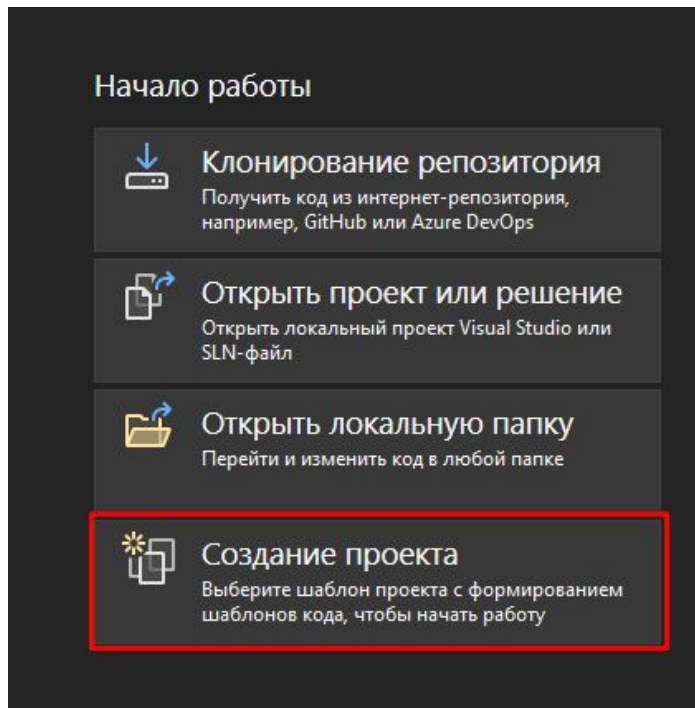 Начало работы
Клонирование репозитория
Получить код из интернет-репозитория,
например, GitHub или Azure DevOps
Открыть проект или решение
Открыть локальный проект Visual Studio или
SLN-файл
Открыть локальную папку
Перейти и изменить код в любой папке
Создание проекта
Выберите шаблон проекта с формированием
шаблонов кода, чтобы начать работу